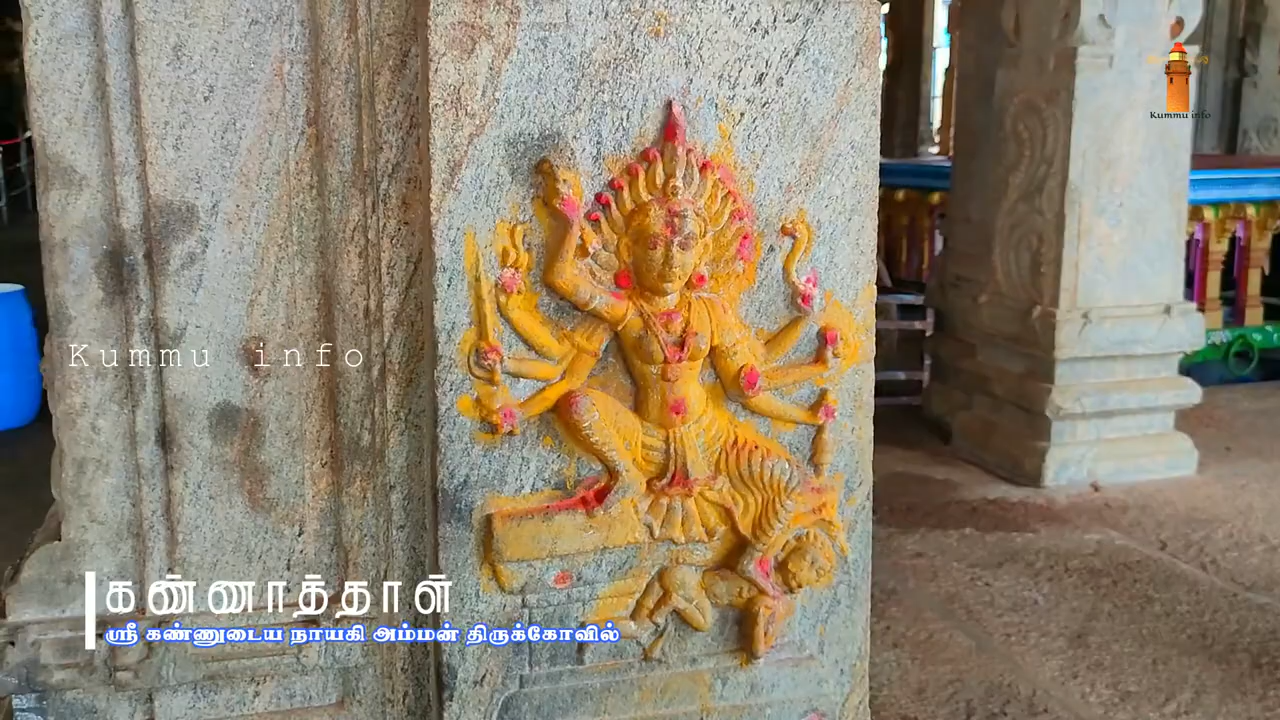 Kummu info
Kummu info
கண்ணாத்தாள்
ஸ்ரீ கண்ணுடைய நாயகி அம்மன் திருக்கோவில்